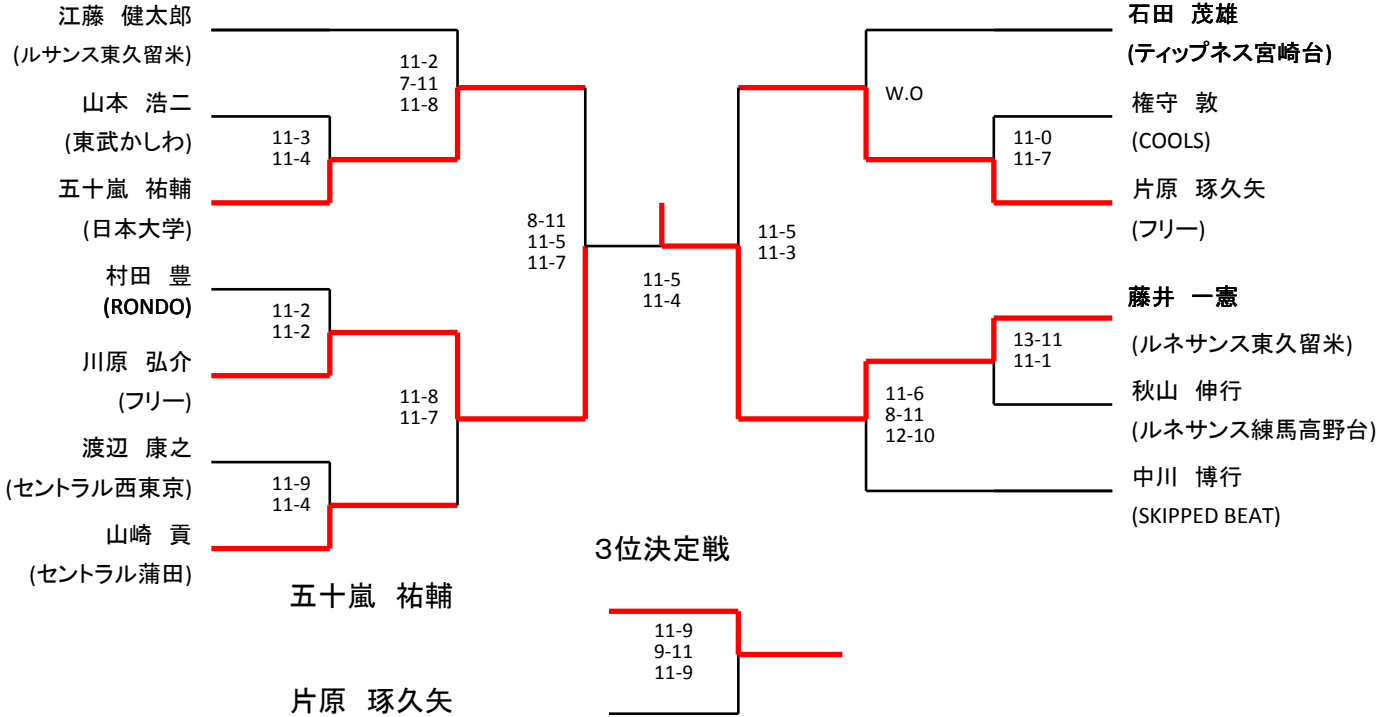 江藤　健太郎
(ルサンス東久留米)
山本　浩二
(東武かしわ)
五十嵐　祐輔
(日本大学)
村田　豊
(RONDO)
川原　弘介
(フリー)
渡辺　康之
(セントラル西東京)
山崎　貢
(セントラル蒲田)
11-3
11-4
11-2
11-2
11-9
11-4
11-2
7-11
11-8
11-8
11-7
8-11
11-5
11-7
11-5
11-4
11-5
11-3
W.O
11-6
8-11
12-10
11-0
11-7
13-11
11-1
石田　茂雄
(ティップネス宮崎台)
権守　敦
(COOLS)
片原　琢久矢
(フリー)
藤井　一憲
(ルネサンス東久留米)
秋山　伸行
(ルネサンス練馬高野台)
中川　博行
(SKIPPED BEAT)
３位決定戦
五十嵐　祐輔
片原　琢久矢
11-9
9-11
11-9